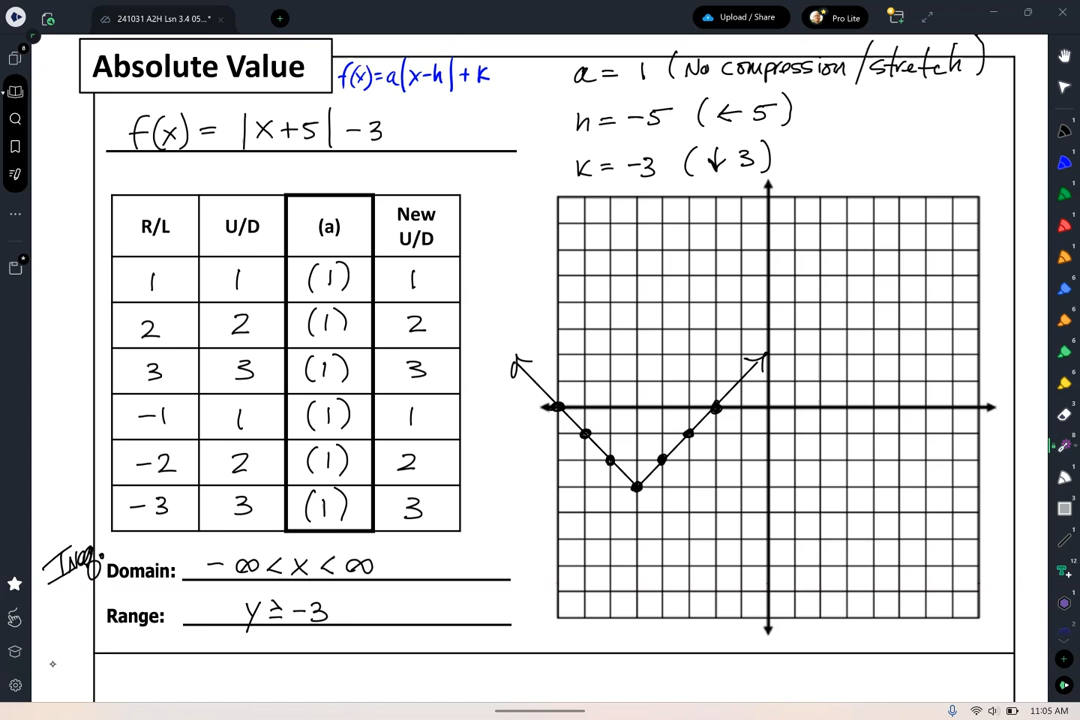 241031 A2H Lsn 3.4 05...*
Upload / Share
Pro Lite
Absolute Value
f(x)=a|x-h|+k
a = 1 (No compression/stretch)
f(x) = |x+5| -3
h = -5 (← 5)
k = -3 (↓ 3)
R/L U/D (a) New U/D
1 1 (1) 1
2 2 (1) 2
3 3 (1) 3
-1 1 (1) 1
-2 2 (1) 2
-3 3 (1) 3
Ineq.
Domain: -∞ < x < ∞
Range: y ≥ -3
11:05 AM